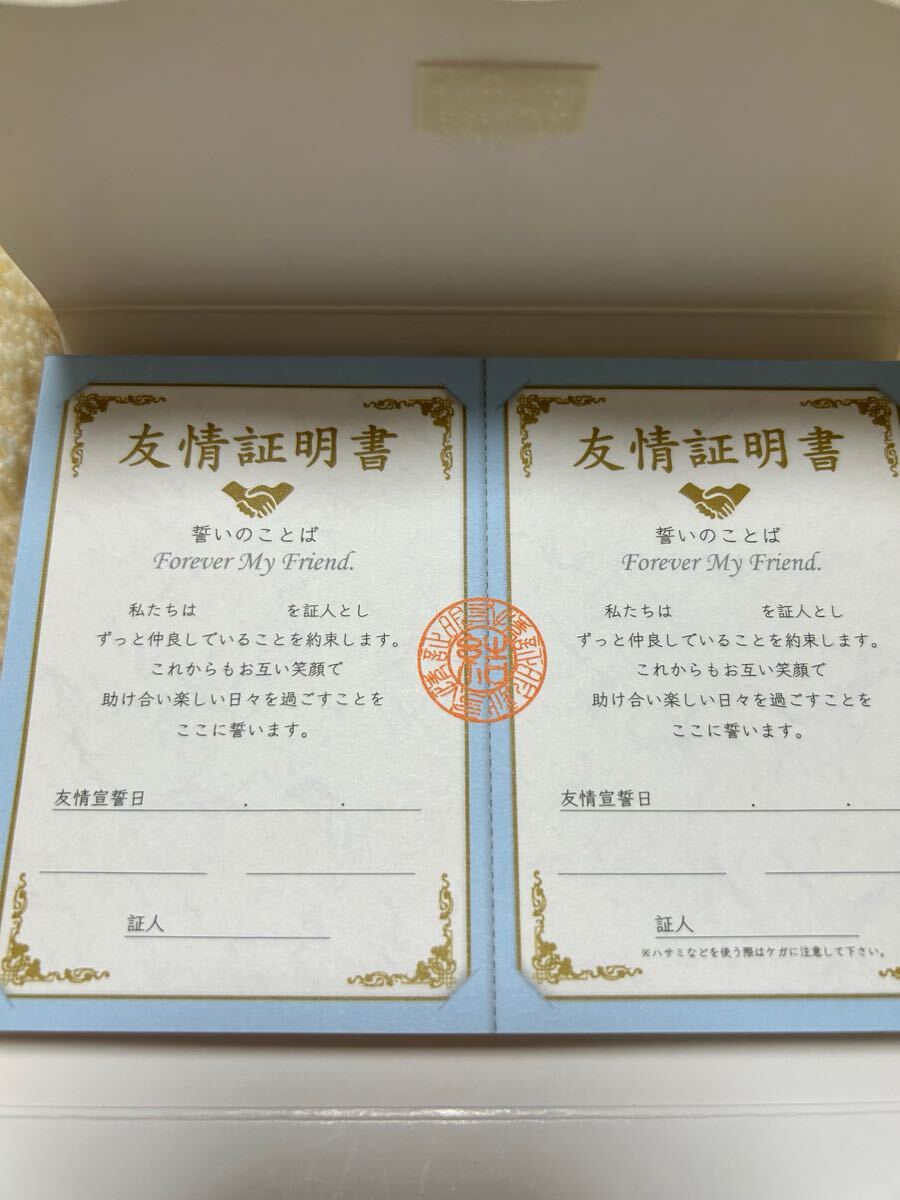 友情証明書
誓いのことば
Forever My Friend.
私たちは　　　　　を証人とし
ずっと仲良していることを約束します。
これからもお互い笑顔で
助け合い楽しい日々を過ごすことを
ここに誓います。
友情宣誓日　　　．　　　．
証人
友情証明書
誓いのことば
Forever My Friend.
私たちは　　　　　を証人とし
ずっと仲良していることを約束します。
これからもお互い笑顔で
助け合い楽しい日々を過ごすことを
ここに誓います。
友情宣誓日　　　．　　　．
証人
※ハサミなどを使う際はケガに注意して下さい。